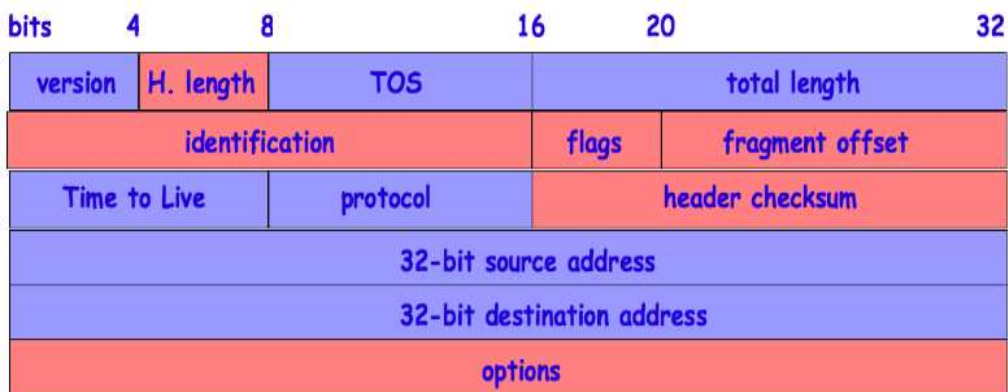 bits 4 8 16 20 32
version H. length TOS total length
identification flags fragment offset
Time to Live protocol header checksum
32-bit source address
32-bit destination address
options